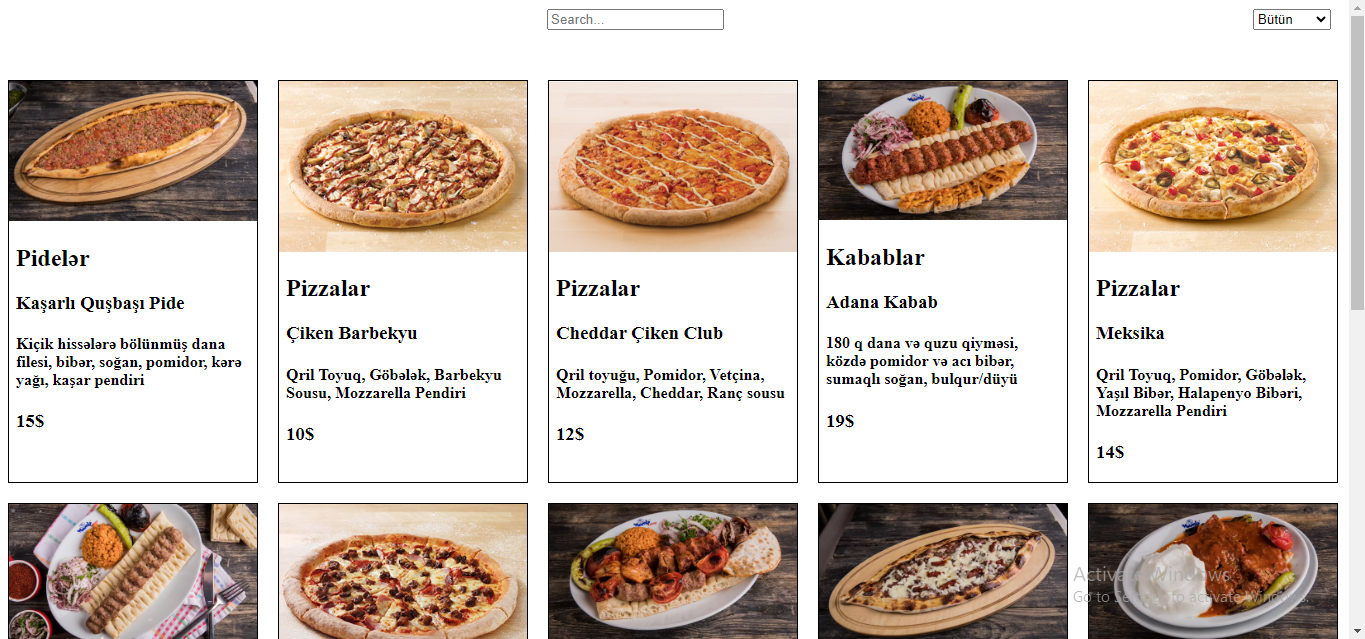 Search...
Bütün
Pidelər
Kaşarlı Quşbaşı Pide
Kiçik hissələrə bölünmüş dana
filesi, bibər, soğan, pomidor, kərə
yağı, kaşar pendiri
15$
Pizzalar
Çiken Barbekyu
Qril Toyuq, Göbələk, Barbekyu
Sousu, Mozzarella Pendiri
10$
Pizzalar
Cheddar Çiken Club
Qril toyuğu, Pomidor, Vetçina,
Mozzarella, Cheddar, Ranç sousu
12$
Kabablar
Adana Kabab
180 q dana və quzu qiyməsi,
közdə pomidor və acı bibər,
sumaqlı soğan, bulqur/düyü
19$
Pizzalar
Meksika
Qril Toyuq, Pomidor, Göbələk,
Yaşıl Bibər, Halapenyo Bibəri,
Mozzarella Pendiri
14$
Activate Windows
Go to Settings to activate Windows.